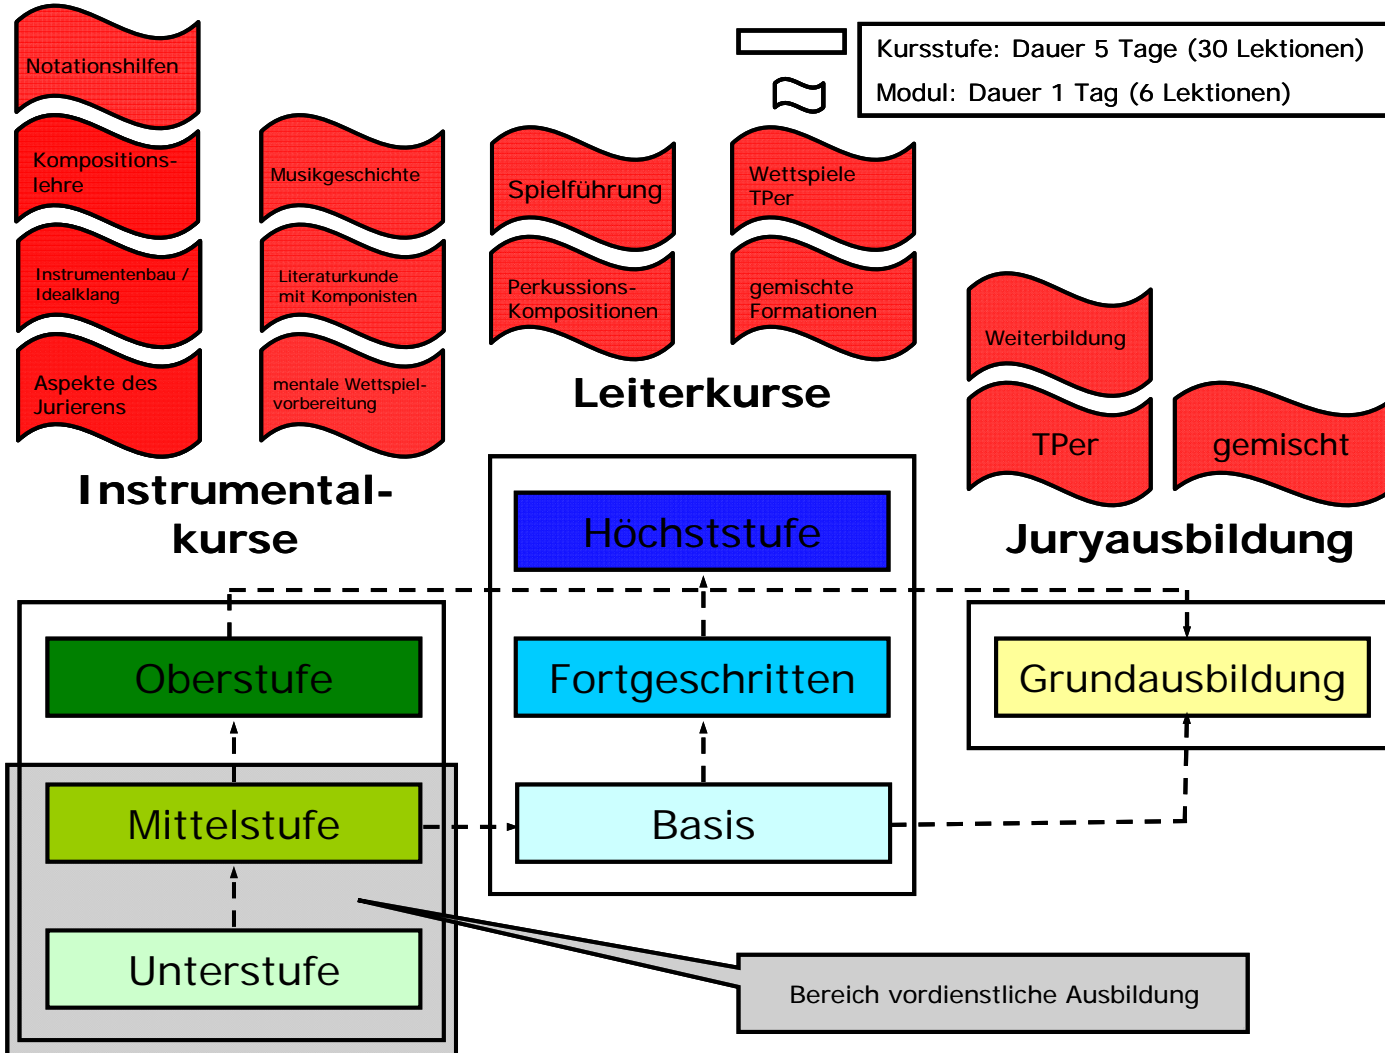 Notationshilfen
Kompositions-
lehre
Instrumentenbau /
Idealklang
Aspekte des
Jurierens
Musikgeschichte
Literaturkunde
mit Komponisten
mentale Wettspiel-
vorbereitung
Instrumental-
kurse
Spielführung
Perkussions-
Kompositionen
Wettspiele
TPer
gemischte
Formationen
Leiterkurse
Kursstufe: Dauer 5 Tage (30 Lektionen)
Modul: Dauer 1 Tag (6 Lektionen)
Weiterbildung
TPer
gemischt
Juryausbildung
Höchststufe
Oberstufe
Fortgeschritten
Grundausbildung
Mittelstufe
Basis
Unterstufe
Bereich vordienstliche Ausbildung